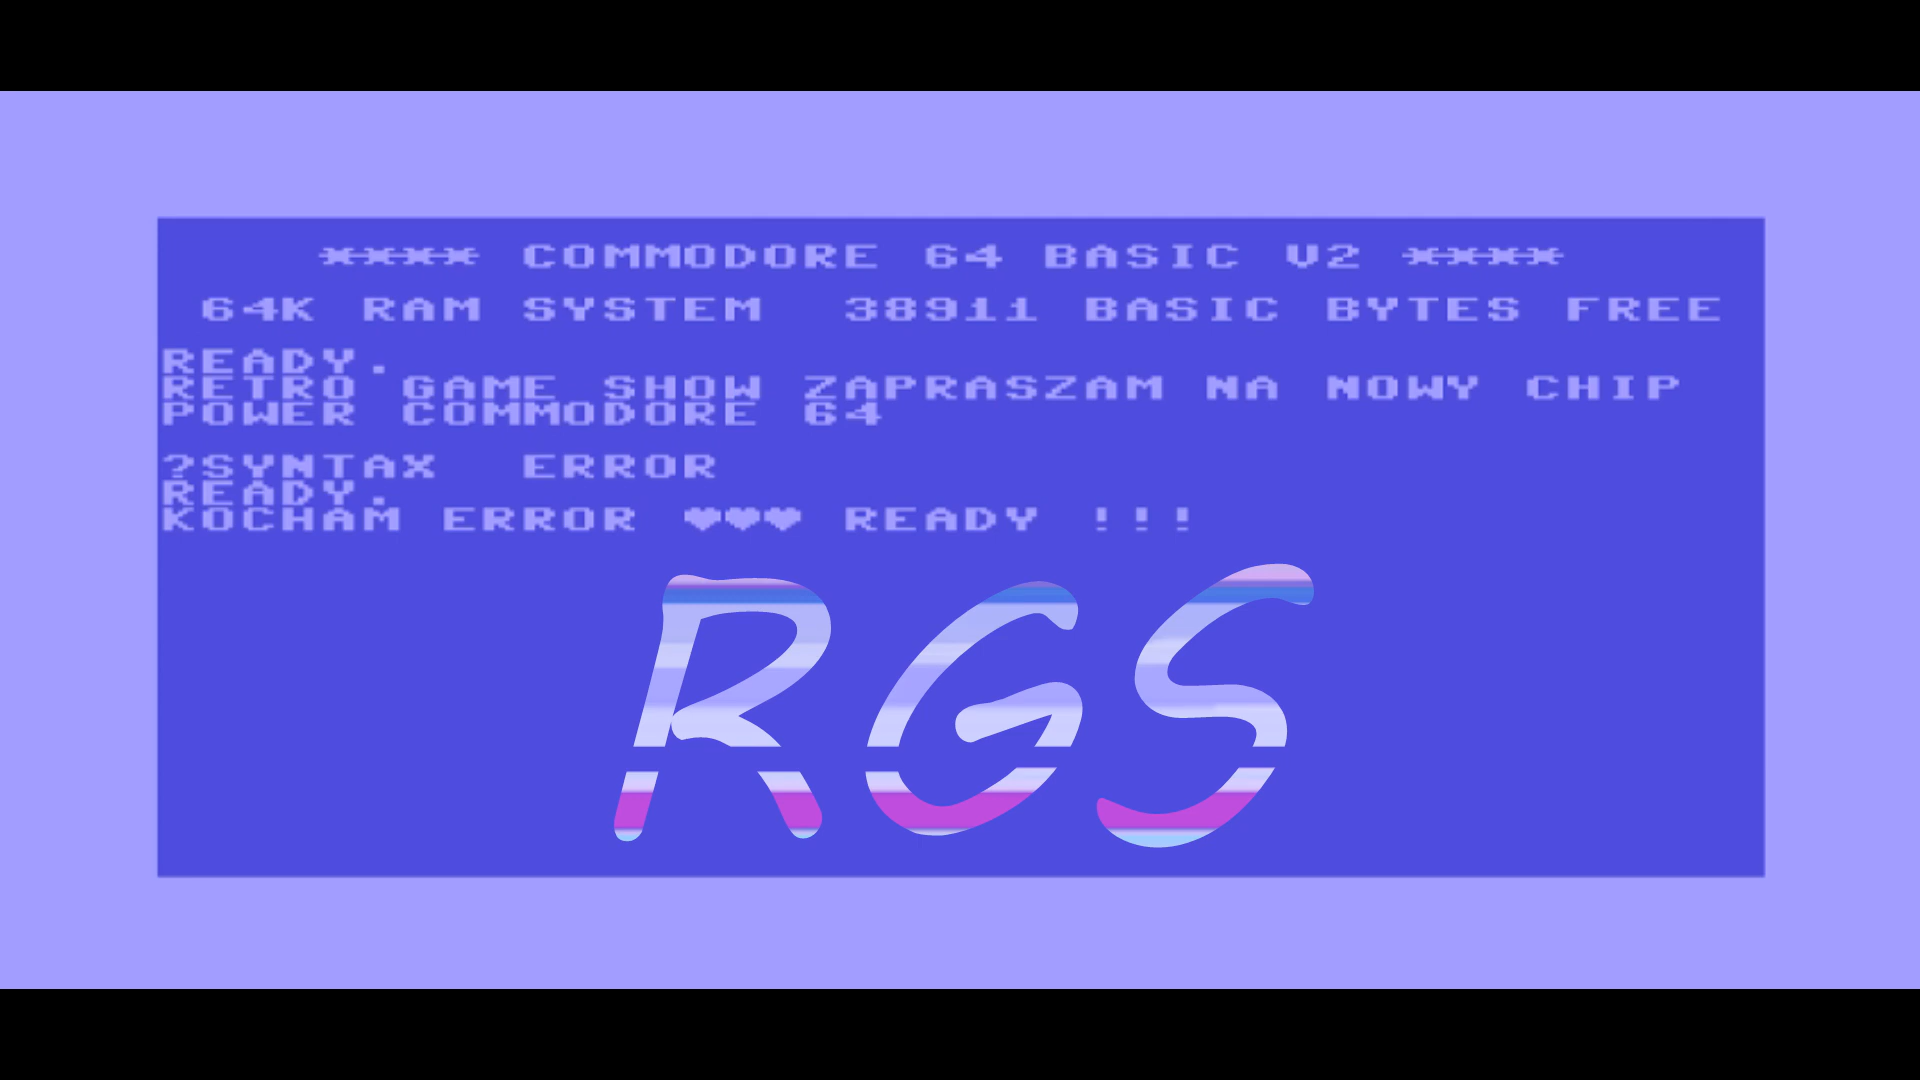 **** COMMODORE 64 BASIC V2 ****
64K RAM SYSTEM  38911 BASIC BYTES FREE
READY.
RETRO GAME SHOW ZAPRASZAM NA NOWY CHIP
POWER COMMODORE 64
?SYNTAX  ERROR
READY.
KOCHAM ERROR ♥♥♥ READY !!!
RGS